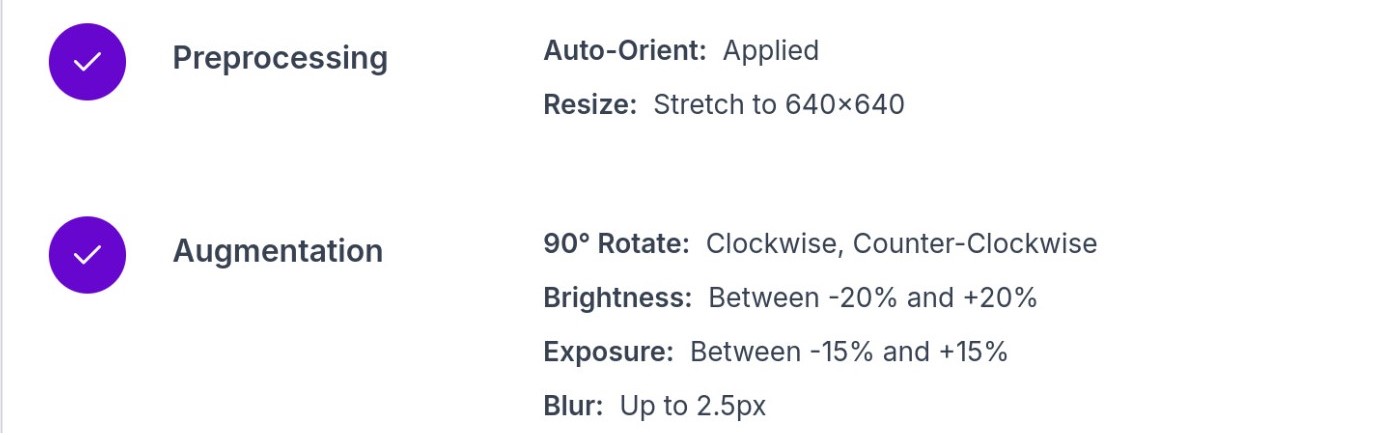 Preprocessing
Auto-Orient: Applied
Resize: Stretch to 640×640
Augmentation
90° Rotate: Clockwise, Counter-Clockwise
Brightness: Between -20% and +20%
Exposure: Between -15% and +15%
Blur: Up to 2.5px